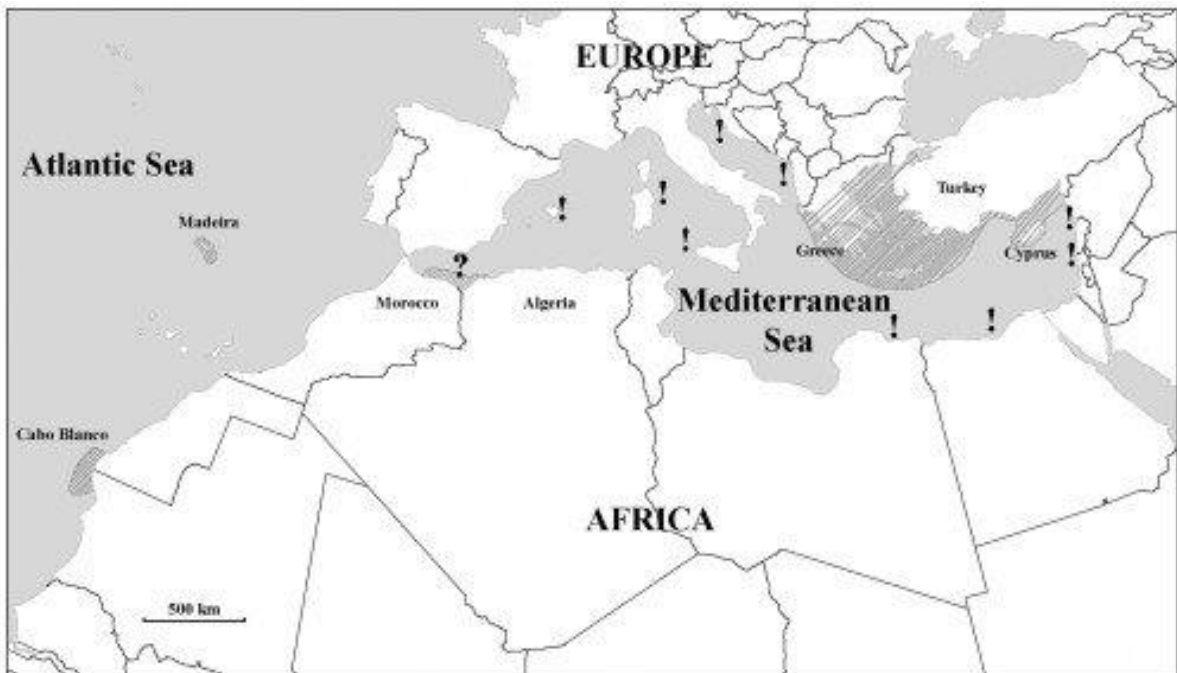 EUROPE
!
Atlantic Sea
!
Turkey
!
!
Madeira
!
!
Greece
Cyprus
!
?
Morocco
Algeria
Mediterranean
Sea
!
!
Cabo Blanco
AFRICA
500 km